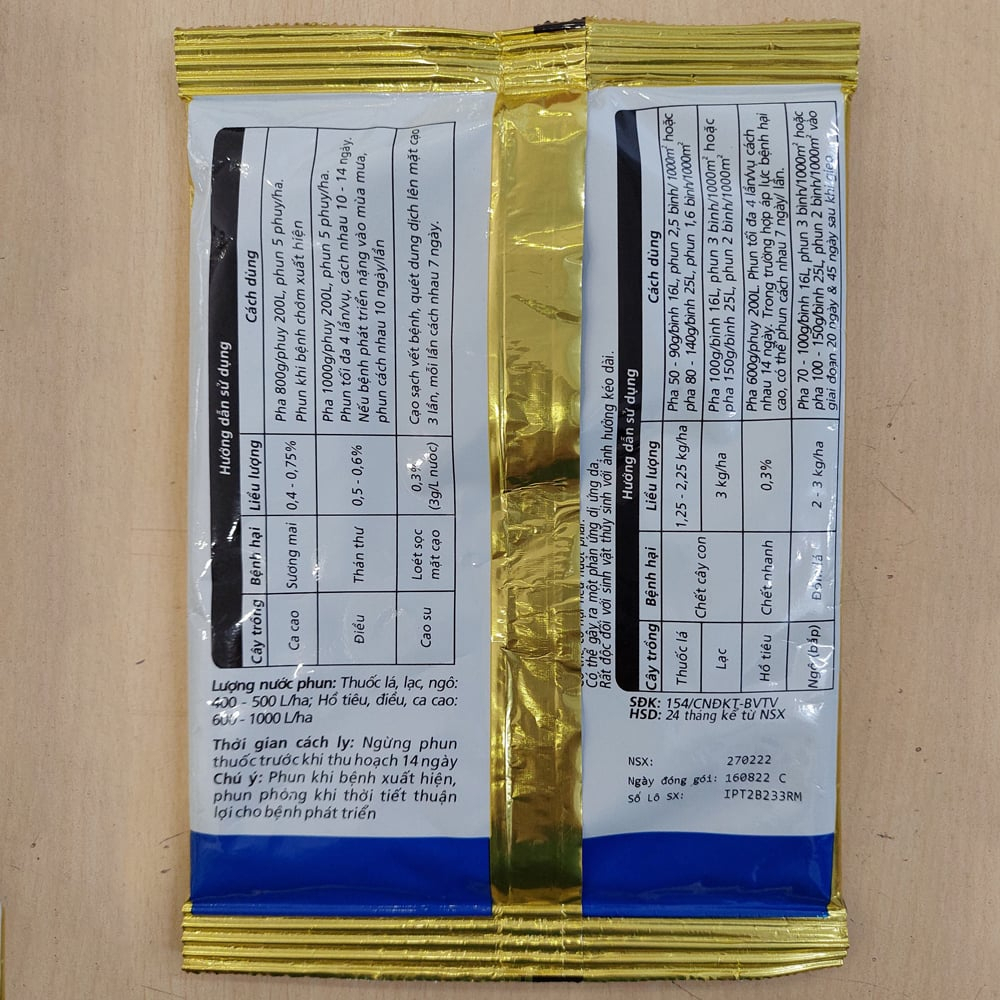 Hướng dẫn sử dụng
Cây trồng Bệnh hại Liều lượng Cách dùng
Ca cao Sương mai 0,4 - 0,75% Pha 800g/phuy 200L, phun 5 phuy/ha.
Phun khi bệnh chớm xuất hiện
Điều Thán thư 0,5 - 0,6% Pha 1000g/phuy 200L, phun 5 phuy/ha.
Phun tối đa 4 lần/vụ, cách nhau 10 - 14 ngày.
Nếu bệnh phát triển nặng vào mùa mưa,
phun cách nhau 10 ngày/lần
Cao su Loét sọc
mặt cạo
0,3%
(3g/L nước)
Cạo sạch vết bệnh, quét dung dịch lên mặt cạo
3 lần, mỗi lần cách nhau 7 ngày.
Lượng nước phun: Thuốc lá, lạc, ngô:
400 - 500 L/ha; Hồ tiêu, điều, ca cao:
600 - 1000 L/ha
Thời gian cách ly: Ngừng phun
thuốc trước khi thu hoạch 14 ngày
Chú ý: Phun khi bệnh xuất hiện,
phun phòng khi thời tiết thuận
lợi cho bệnh phát triển
Có thể gây ra một phản ứng dị ứng da.
Rất độc đối với sinh vật thủy sinh với ảnh hưởng kéo dài.
Hướng dẫn sử dụng
Cây trồng Bệnh hại Liều lượng Cách dùng
Thuốc lá Chết cây con 1,25 - 2,25 kg/ha Pha 50 - 90g/bình 16L, phun 2,5 bình/1000m² hoặc
pha 80 - 140g/bình 25L, phun 1,6 bình/1000m²
Lạc 3 kg/ha Pha 100g/bình 16L, phun 3 bình/1000m² hoặc
pha 150g/bình 25L, phun 2 bình/1000m²
Hồ tiêu Chết nhanh 0,3% Pha 600g/phuy 200L. Phun tối đa 4 lần/vụ cách
nhau 14 ngày. Trong trường hợp áp lực bệnh hại
cao, có thể phun cách nhau 7 ngày/ lần.
Ngô (bắp) Đốm lá 2 - 3 kg/ha Pha 70 - 100g/bình 16L, phun 3 bình/1000m² hoặc
pha 100 - 150g/bình 25L, phun 2 bình/1000m² vào
giai đoạn 20 ngày & 45 ngày sau khi gieo
SĐK: 154/CNĐKT-BVTV
HSD: 24 tháng kể từ NSX
NSX: 270222
Ngày đóng gói: 160822 C
Số Lô SX: IPT2B233RM